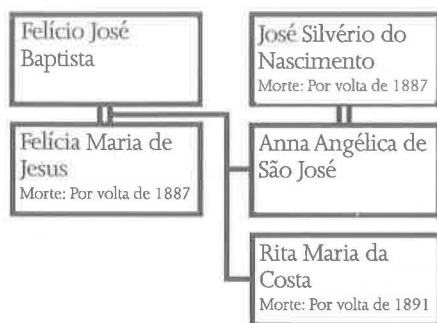 Felício José
Baptista
Felícia Maria de
Jesus
Morte: Por volta de 1887
José Silvério do
Nascimento
Morte: Por volta de 1887
Anna Angélica de
São José
Rita Maria da
Costa
Morte: Por volta de 1891